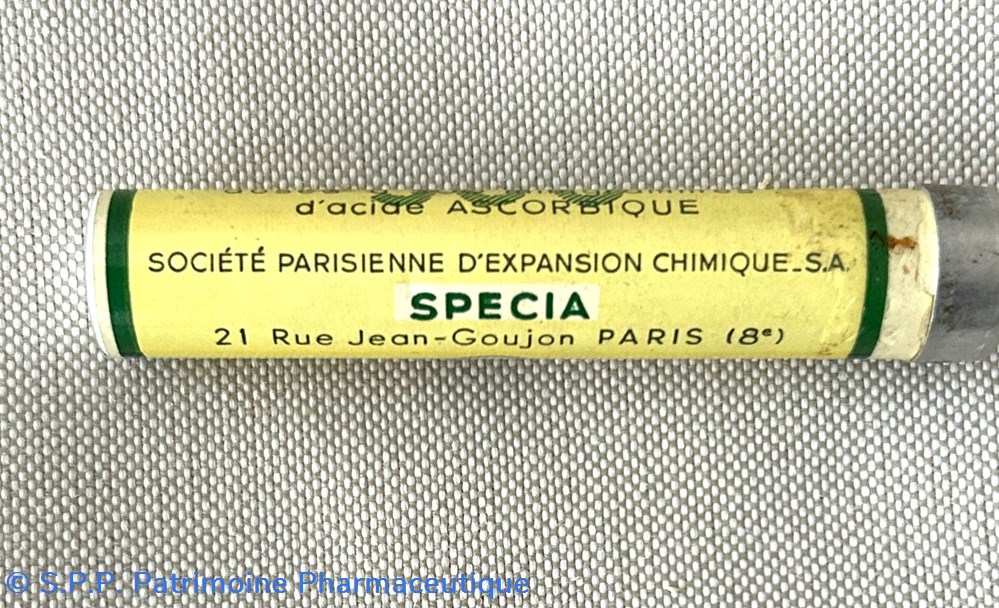 d'acide ASCORBIQUE
SOCIÉTÉ PARISIENNE D'EXPANSION CHIMIQUE_S.A.
SPECIA
21 Rue Jean-Goujon PARIS (8ᵉ)
© S.P.P. Patrimoine Pharmaceutique